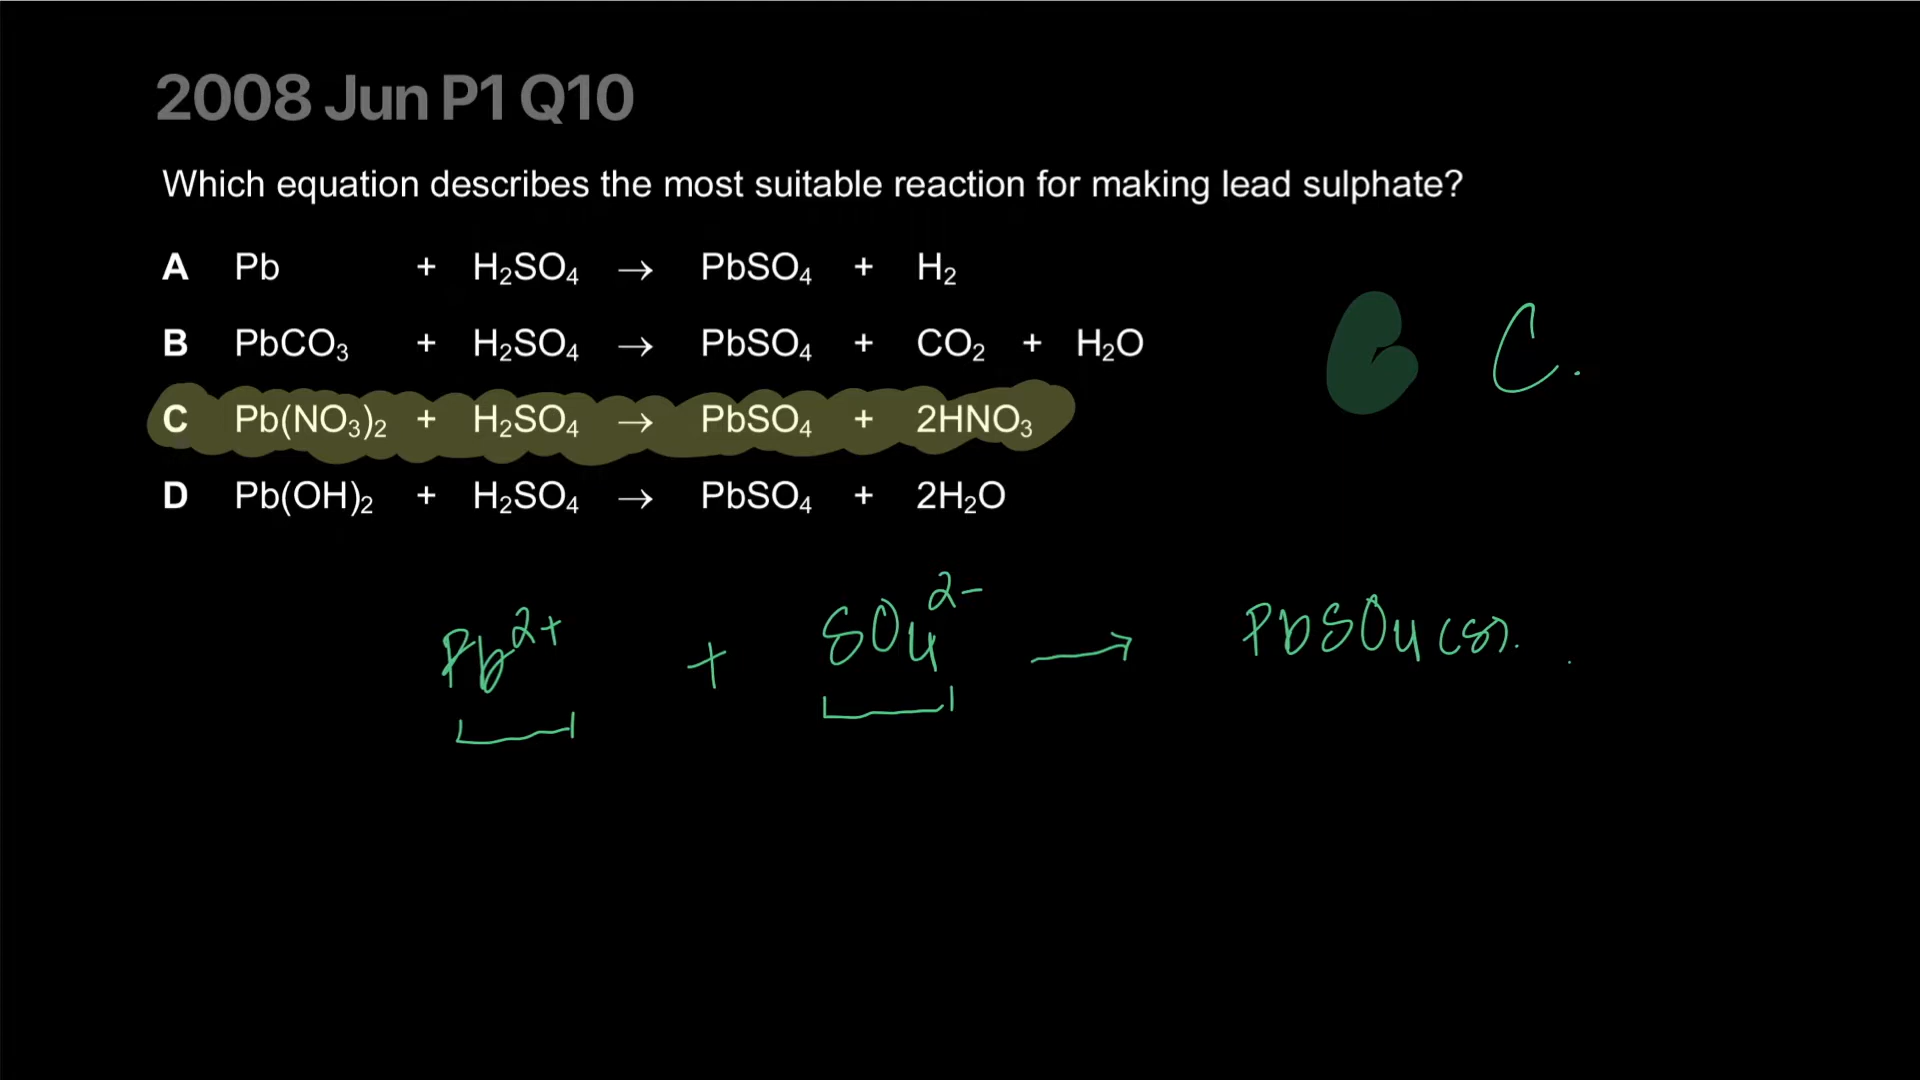 2008 Jun P1 Q10
Which equation describes the most suitable reaction for making lead sulphate?
A Pb + H₂SO₄ → PbSO₄ + H₂
B PbCO₃ + H₂SO₄ → PbSO₄ + CO₂ + H₂O
C.
C Pb(NO₃)₂ + H₂SO₄ → PbSO₄ + 2HNO₃
D Pb(OH)₂ + H₂SO₄ → PbSO₄ + 2H₂O
Pb²⁺ + SO₄²⁻ → PbSO₄(s).